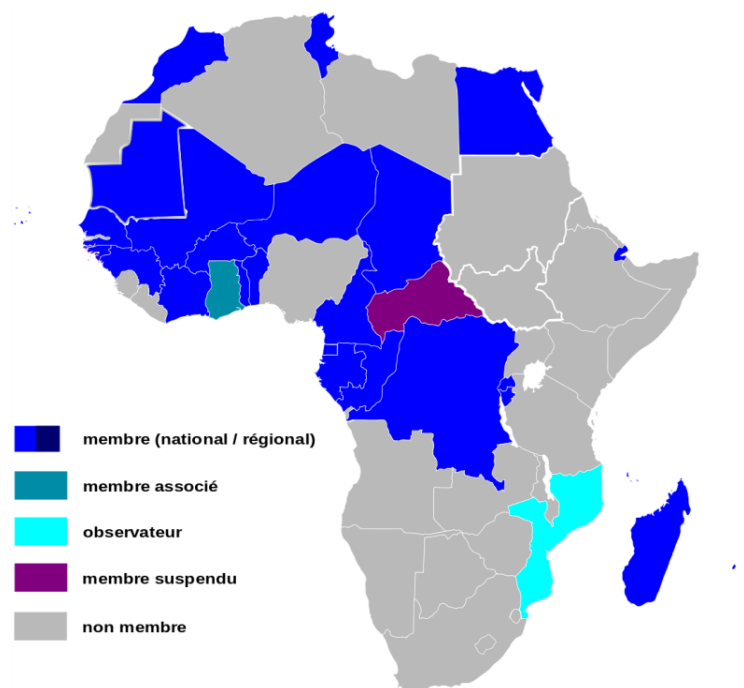 membre (national / régional)
membre associé
observateur
membre suspendu
non membre